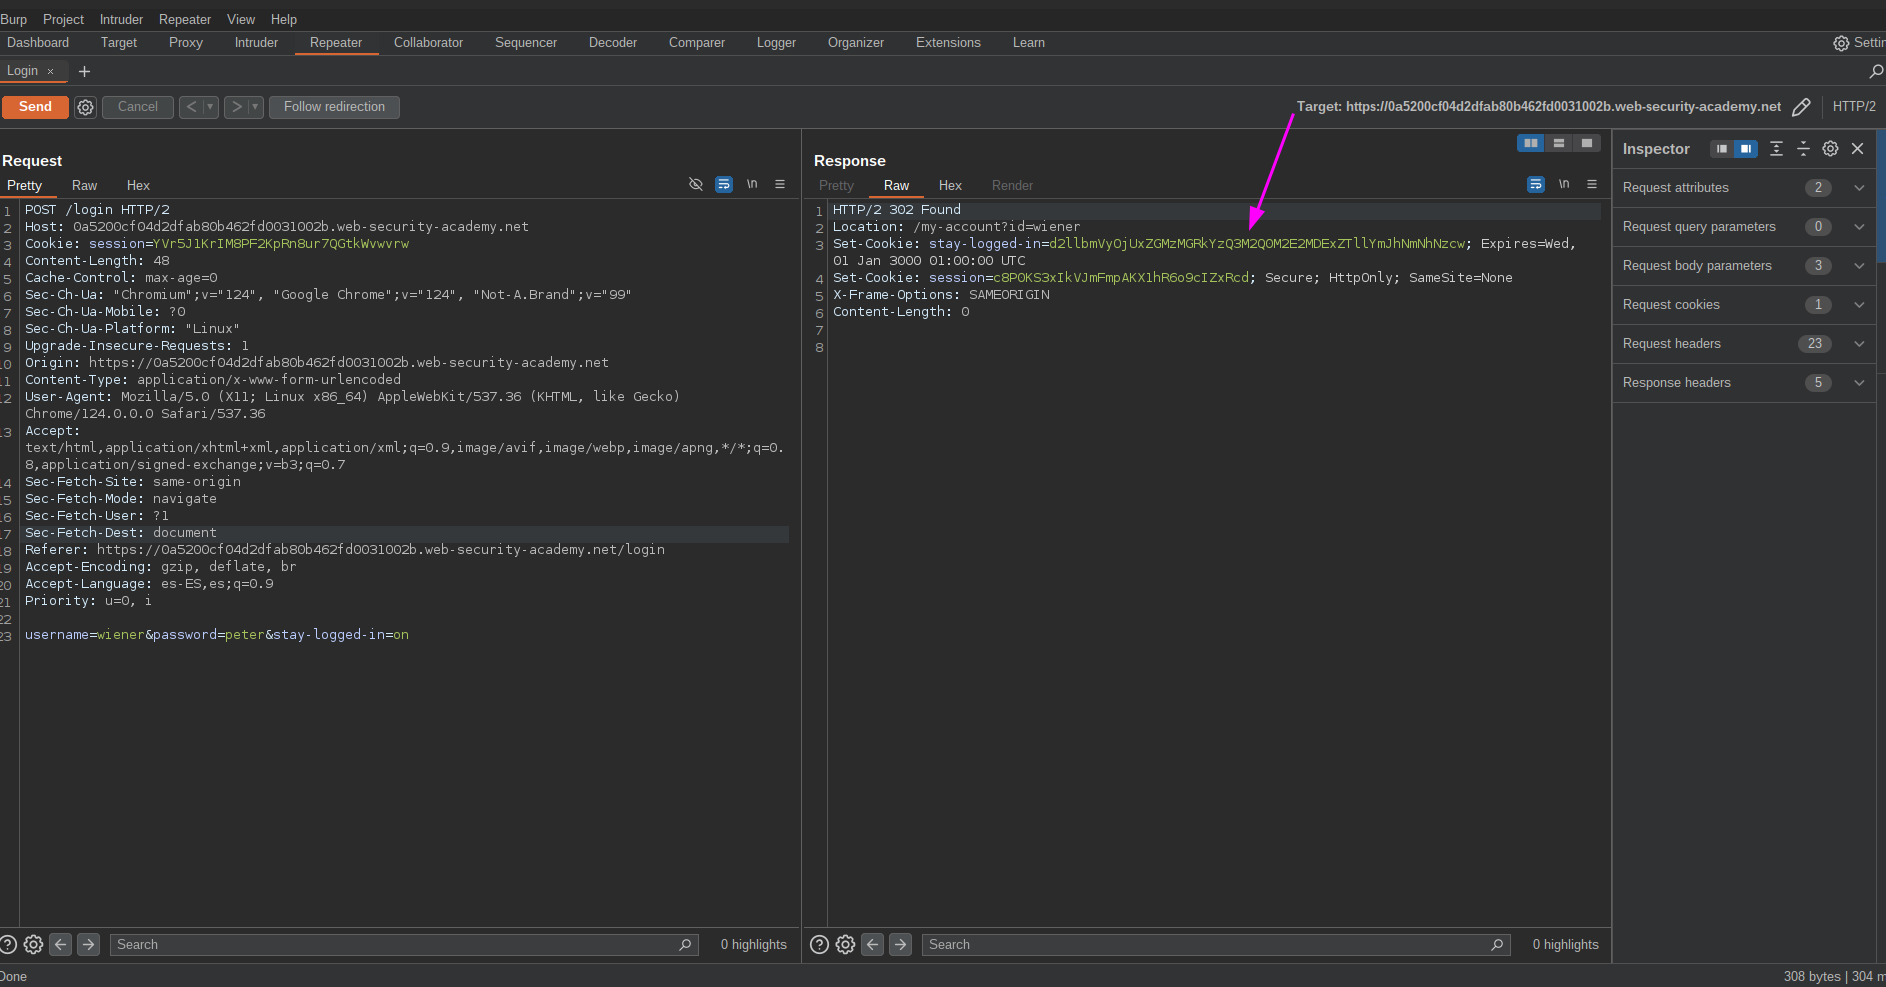 Burp Project Intruder Repeater View Help
Dashboard Target Proxy Intruder Repeater Collaborator Sequencer Decoder Comparer Logger Organizer Extensions Learn Settin
Login × +
Send Cancel < > Follow redirection Target: https://0a5200cf04d2dfab80b462fd0031002b.web-security-academy.net HTTP/2
Request
Pretty Raw Hex \n
1 POST /login HTTP/2
2 Host: 0a5200cf04d2dfab80b462fd0031002b.web-security-academy.net
3 Cookie: session=YVr5J1KrIM8PF2KpRn8ur7QGtkWvwvrw
4 Content-Length: 48
5 Cache-Control: max-age=0
6 Sec-Ch-Ua: "Chromium";v="124", "Google Chrome";v="124", "Not-A.Brand";v="99"
7 Sec-Ch-Ua-Mobile: ?0
8 Sec-Ch-Ua-Platform: "Linux"
9 Upgrade-Insecure-Requests: 1
10 Origin: https://0a5200cf04d2dfab80b462fd0031002b.web-security-academy.net
11 Content-Type: application/x-www-form-urlencoded
12 User-Agent: Mozilla/5.0 (X11; Linux x86_64) AppleWebKit/537.36 (KHTML, like Gecko)
Chrome/124.0.0.0 Safari/537.36
13 Accept:
text/html,application/xhtml+xml,application/xml;q=0.9,image/avif,image/webp,image/apng,*/*;q=0.
8,application/signed-exchange;v=b3;q=0.7
14 Sec-Fetch-Site: same-origin
15 Sec-Fetch-Mode: navigate
16 Sec-Fetch-User: ?1
17 Sec-Fetch-Dest: document
18 Referer: https://0a5200cf04d2dfab80b462fd0031002b.web-security-academy.net/login
19 Accept-Encoding: gzip, deflate, br
20 Accept-Language: es-ES,es;q=0.9
21 Priority: u=0, i
22
23 username=wiener&password=peter&stay-logged-in=on
Search 0 highlights
Response
Pretty Raw Hex Render \n
1 HTTP/2 302 Found
2 Location: /my-account?id=wiener
3 Set-Cookie: stay-logged-in=d2llbmVyOjUxZGMzMGRkYzQ3M2Q0M2E2MDExZTllYmJhNmNhNzcw; Expires=Wed,
01 Jan 3000 01:00:00 UTC
4 Set-Cookie: session=c8POKS3xIkVJmFmpAKX1hR6o9cIZxRcd; Secure; HttpOnly; SameSite=None
5 X-Frame-Options: SAMEORIGIN
6 Content-Length: 0
7
8
Search 0 highlights
Inspector
Request attributes 2
Request query parameters 0
Request body parameters 3
Request cookies 1
Request headers 23
Response headers 5
Done 308 bytes | 304 m